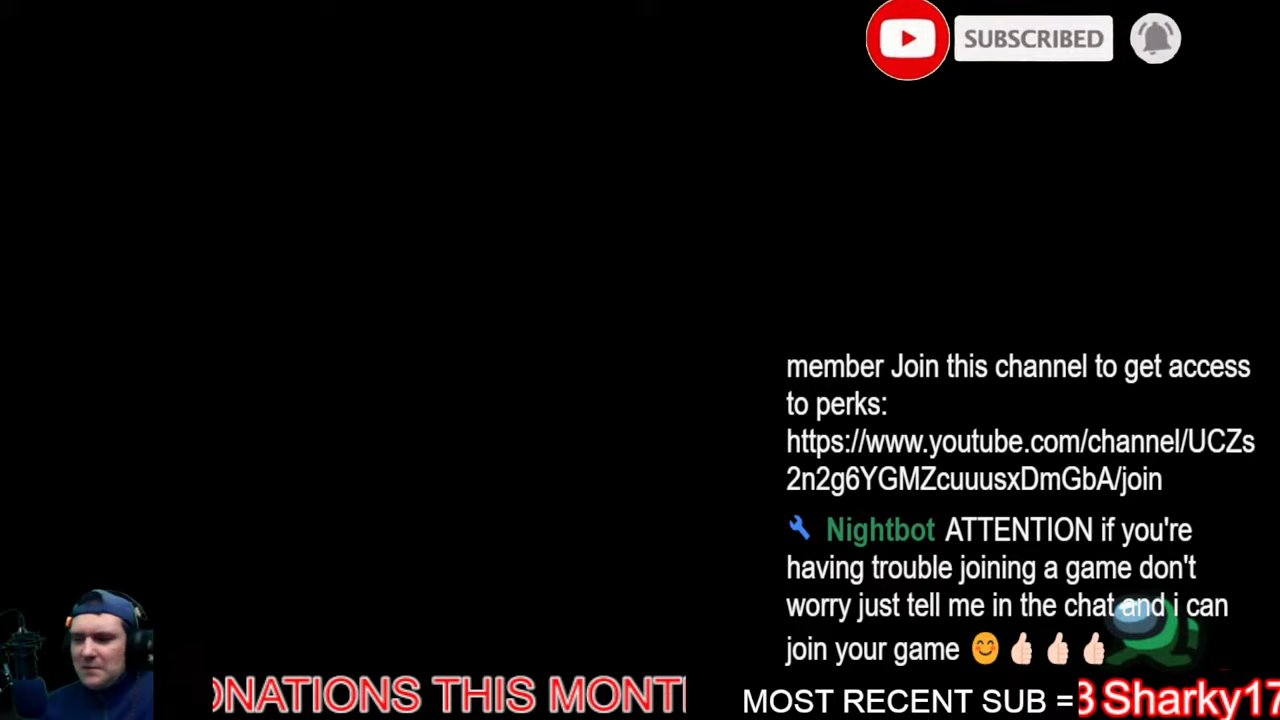 SUBSCRIBED
member Join this channel to get access
to perks:
https://www.youtube.com/channel/UCZs
2n2g6YGMZcuuusxDmGbA/join
Nightbot ATTENTION if you're
having trouble joining a game don't
worry just tell me in the chat and i can
join your game 😊👍🏻👍🏻👍🏻
ONATIONS THIS MONT
MOST RECENT SUB = 3 Sharky17